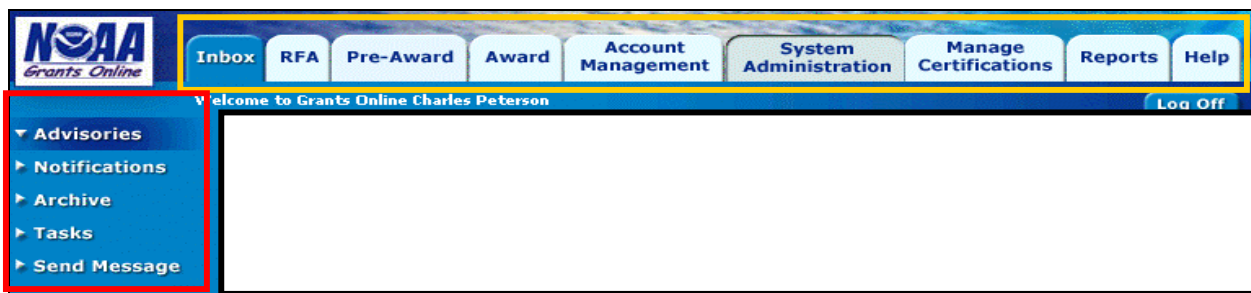 NOAA
Grants Online
Inbox
RFA
Pre-Award
Award
Account
Management
System
Administration
Manage
Certifications
Reports
Help
Welcome to Grants Online Charles Peterson
Log Off
Advisories
Notifications
Archive
Tasks
Send Message